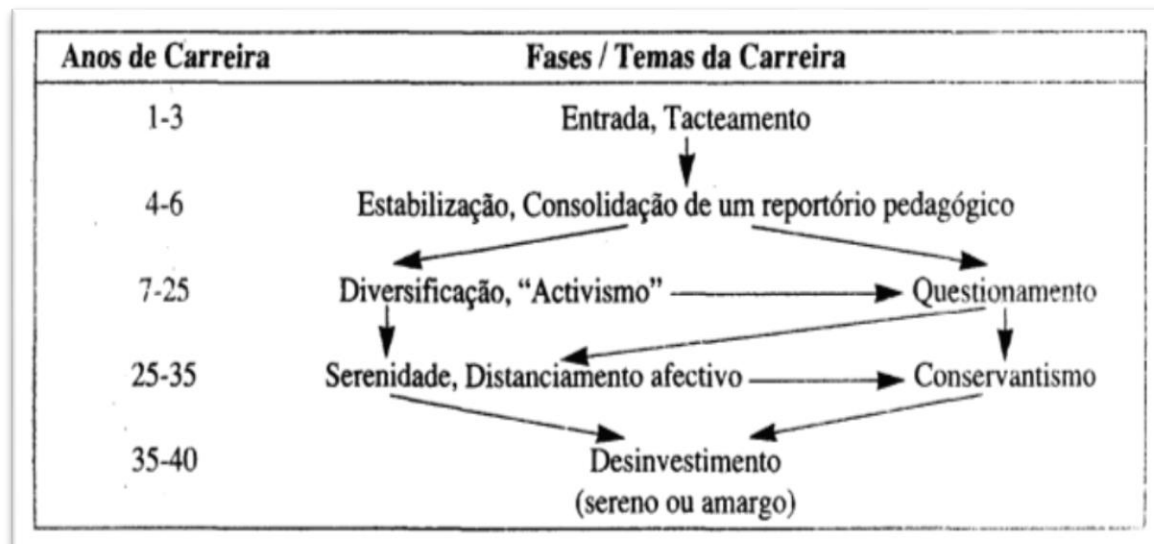 Anos de Carreira Fases / Temas da Carreira
1-3 Entrada, Tacteamento
4-6 Estabilização, Consolidação de um reportório pedagógico
7-25 Diversificação, “Activismo” Questionamento
25-35 Serenidade, Distanciamento afectivo Conservantismo
35-40 Desinvestimento
(sereno ou amargo)